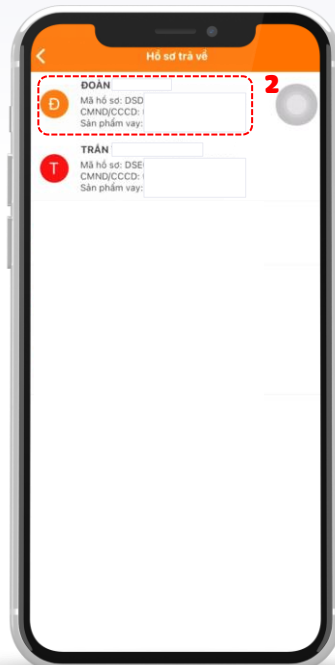 Hồ sơ trả về
2
ĐOÀN
Đ
Mã hồ sơ: DSD
CMND/CCCD:
Sản phẩm vay:
TRẦN
T
Mã hồ sơ: DSE
CMND/CCCD:
Sản phẩm vay: